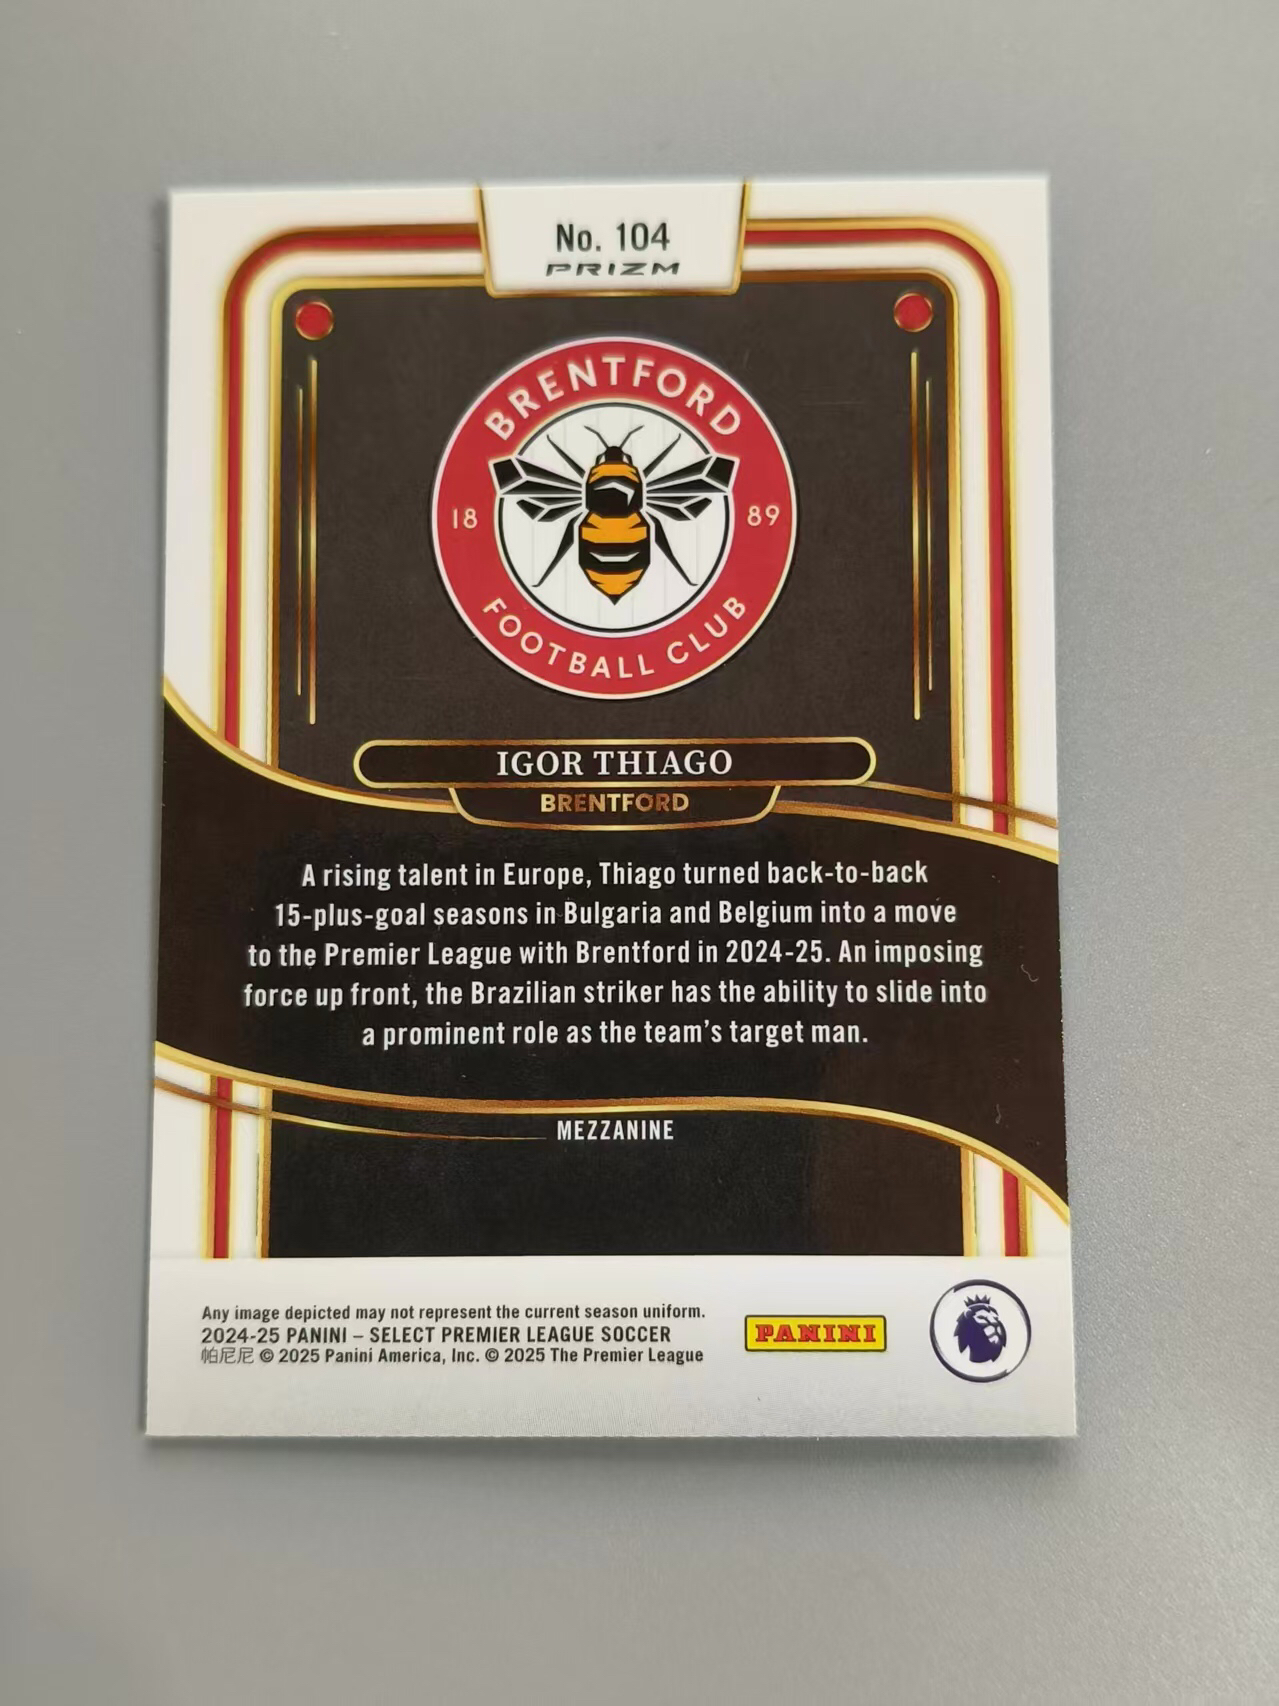 No. 104
PRIZM
BRENTFORD
18 89
FOOTBALL CLUB
IGOR THIAGO
BRENTFORD
A rising talent in Europe, Thiago turned back-to-back
15-plus-goal seasons in Bulgaria and Belgium into a move
to the Premier League with Brentford in 2024-25. An imposing
force up front, the Brazilian striker has the ability to slide into
a prominent role as the team's target man.
MEZZANINE
Any image depicted may not represent the current season uniform.
2024-25 PANINI – SELECT PREMIER LEAGUE SOCCER
帕尼尼 © 2025 Panini America, Inc. © 2025 The Premier League
PANINI